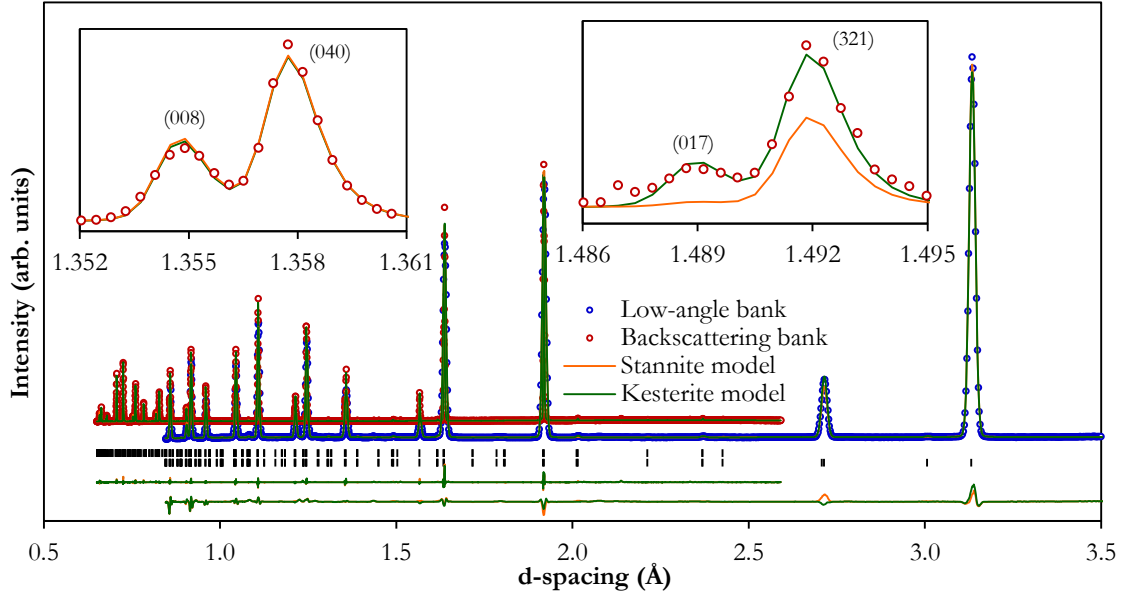 (040)
(008)
1.352 1.355 1.358 1.361
(321)
(017)
1.486 1.489 1.492 1.495
Intensity (arb. units)
Low-angle bank
Backscattering bank
Stannite model
Kesterite model
0.5 1.0 1.5 2.0 2.5 3.0 3.5
d-spacing (Å)